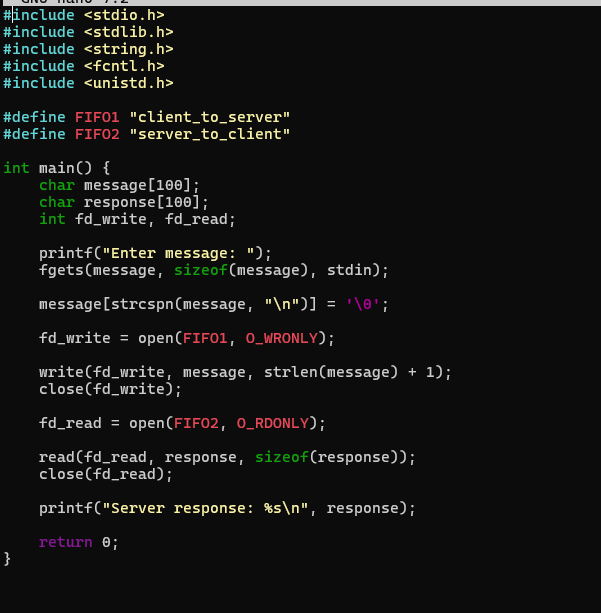 GNU nano 7.2
#include <stdio.h>
#include <stdlib.h>
#include <string.h>
#include <fcntl.h>
#include <unistd.h>
#define FIFO1 "client_to_server"
#define FIFO2 "server_to_client"
int main() {
    char message[100];
    char response[100];
    int fd_write, fd_read;
    printf("Enter message: ");
    fgets(message, sizeof(message), stdin);
    message[strcspn(message, "\n")] = '\0';
    fd_write = open(FIFO1, O_WRONLY);
    write(fd_write, message, strlen(message) + 1);
    close(fd_write);
    fd_read = open(FIFO2, O_RDONLY);
    read(fd_read, response, sizeof(response));
    close(fd_read);
    printf("Server response: %s\n", response);
    return 0;
}